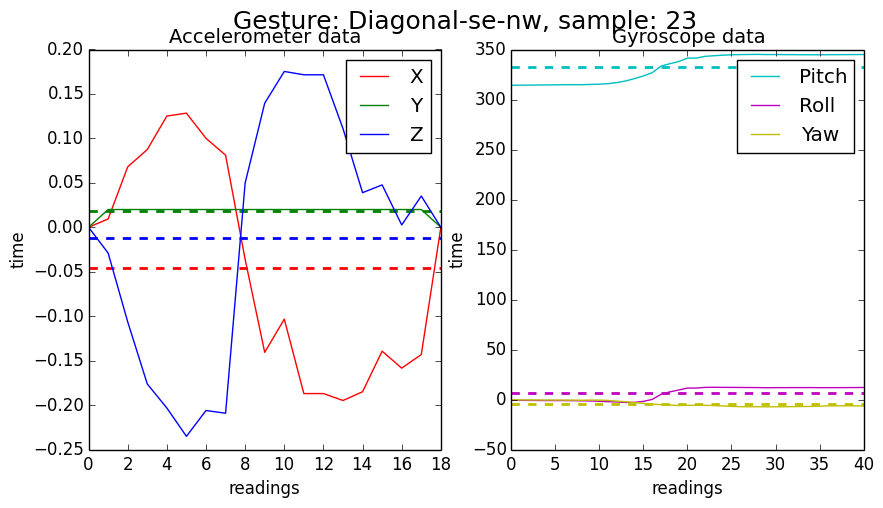 Gesture: Diagonal-se-nw, sample: 23
Accelerometer data
0.20
0.15
0.10
0.05
0.00
−0.05
−0.10
−0.15
−0.20
−0.25
time
X
Y
Z
0 2 4 6 8 10 12 14 16 18
readings
Gyroscope data
350
300
250
200
150
100
50
0
−50
time
Pitch
Roll
Yaw
0 5 10 15 20 25 30 35 40
readings